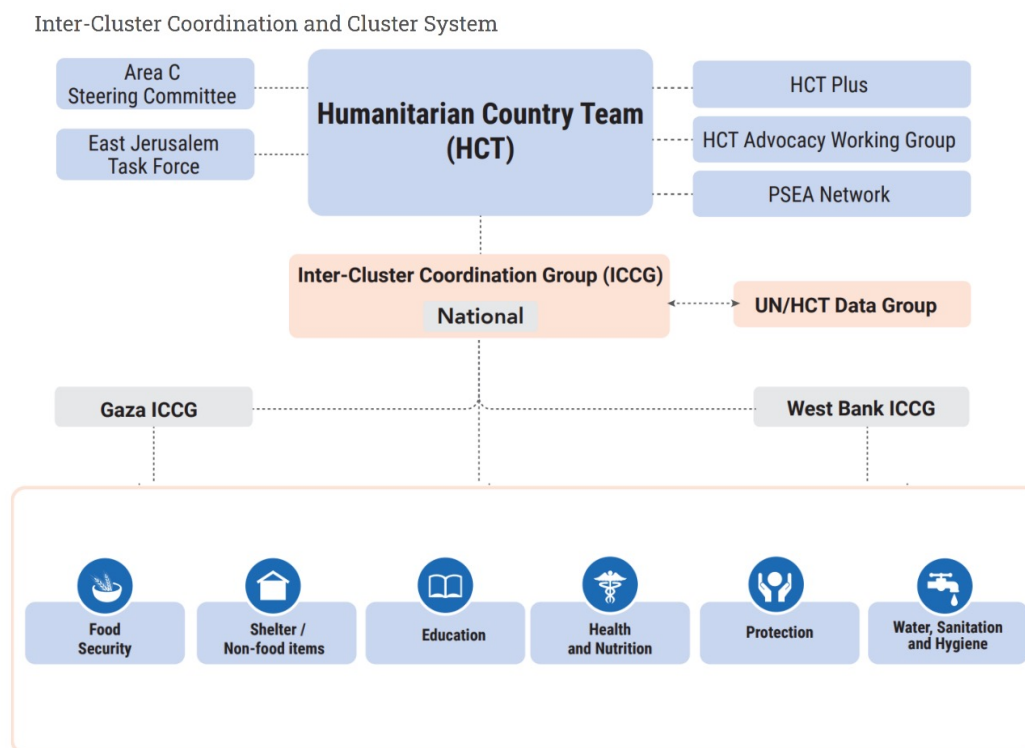 Inter-Cluster Coordination and Cluster System
Area C
Steering Committee
East Jerusalem
Task Force
Humanitarian Country Team
(HCT)
HCT Plus
HCT Advocacy Working Group
PSEA Network
Inter-Cluster Coordination Group (ICCG)
National
UN/HCT Data Group
Gaza ICCG
West Bank ICCG
Food
Security
Shelter /
Non-food items
Education
Health
and Nutrition
Protection
Water, Sanitation
and Hygiene